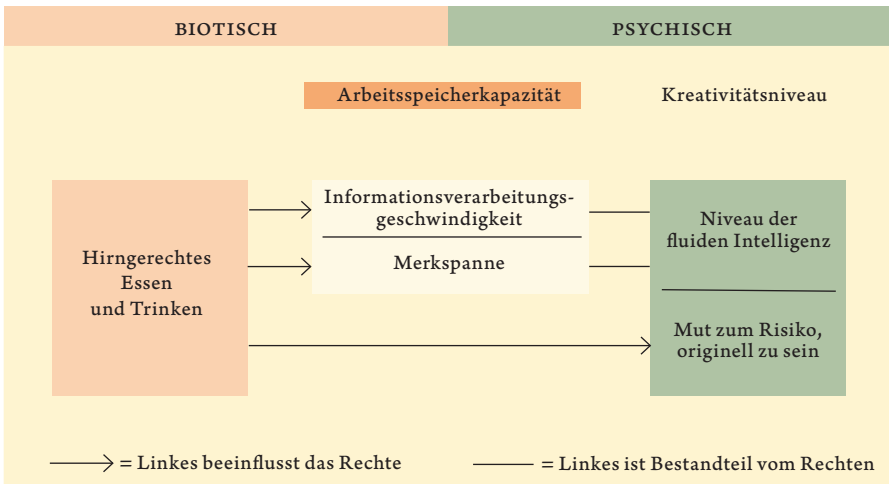 BIOTISCH
PSYCHISCH
Arbeitsspeicherkapazität
Kreativitätsniveau
Hirngerechtes
Essen
und Trinken
Informationsverarbeitungs-
geschwindigkeit
Merkspanne
Niveau der
fluiden Intelligenz
Mut zum Risiko,
originell zu sein
= Linkes beeinflusst das Rechte
= Linkes ist Bestandteil vom Rechten